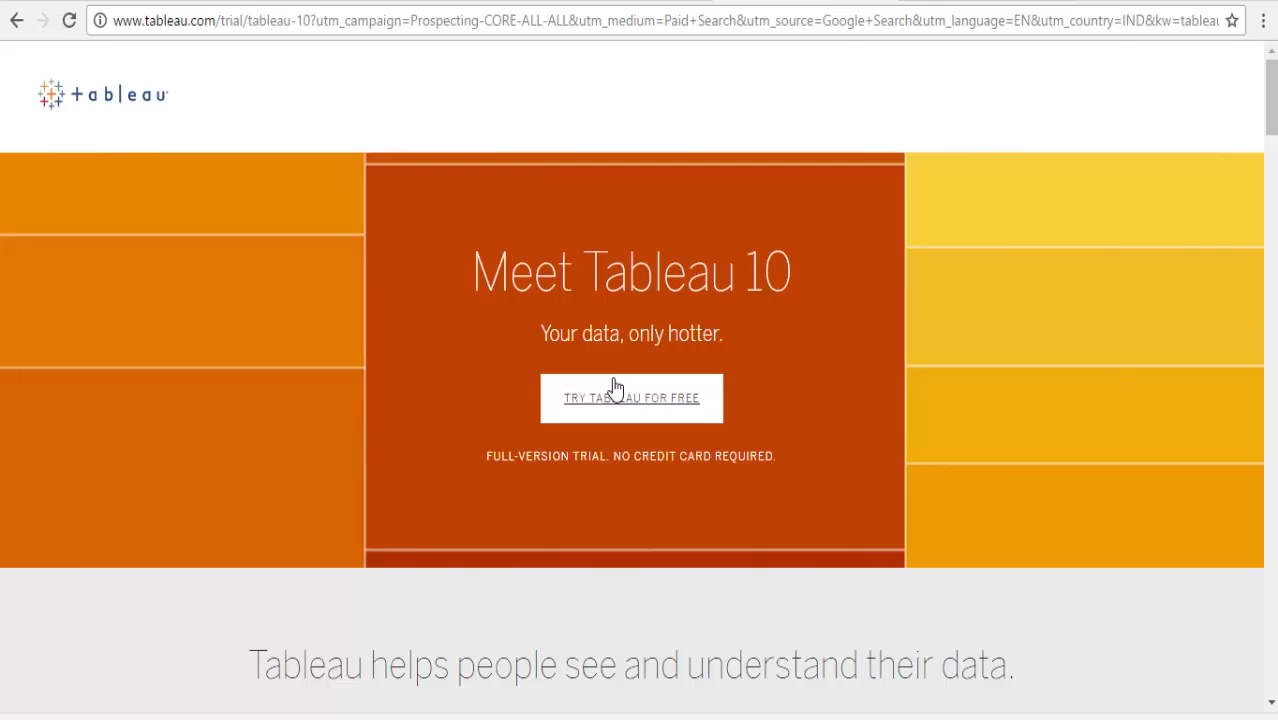 www.tableau.com/trial/tableau-10?utm_campaign=Prospecting-CORE-ALL-ALL&utm_medium=Paid+Search&utm_source=Google+Search&utm_language=EN&utm_country=IND&kw=tableau
tableau
Meet Tableau 10
Your data, only hotter.
TRY TABLEAU FOR FREE
FULL-VERSION TRIAL. NO CREDIT CARD REQUIRED.
Tableau helps people see and understand their data.